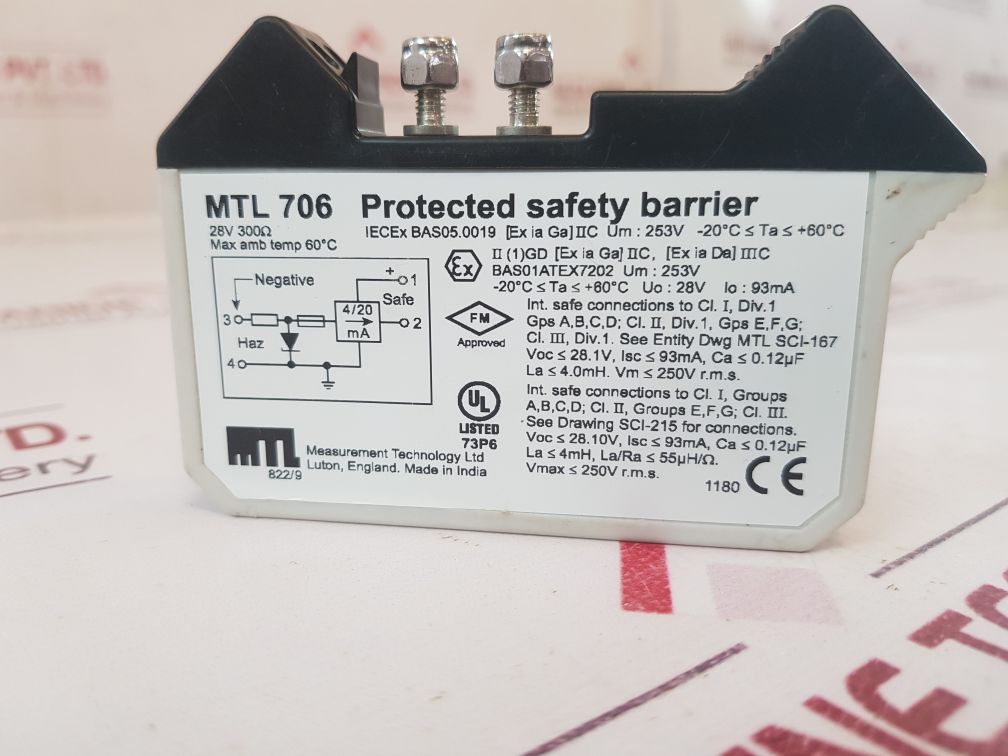 MTL 706 Protected safety barrier
28V 300Ω
Max amb temp 60°C
IECEx BAS05.0019 [Ex ia Ga] IIC Um : 253V -20°C ≤ Ta ≤ +60°C
Ex
II (1)GD [Ex ia Ga] IIC, [Ex ia Da] IIIC
BAS01ATEX7202 Um : 253V
-20°C ≤ Ta ≤ +60°C Uo : 28V Io : 93mA
Negative
+
1
Safe
3
4/20
mA
2
Haz
4
FM
Approved
Int. safe connections to Cl. I, Div.1
Gps A,B,C,D; Cl. II, Div.1, Gps E,F,G;
Cl. III, Div.1. See Entity Dwg MTL SCI-167
Voc ≤ 28.1V, Isc ≤ 93mA, Ca ≤ 0.12µF
La ≤ 4.0mH. Vm ≤ 250V r.m.s.
UL
LISTED
73P6
Int. safe connections to Cl. I, Groups
A,B,C,D; Cl. II, Groups E,F,G; Cl. III.
See Drawing SCI-215 for connections.
Voc ≤ 28.10V, Isc ≤ 93mA, Ca ≤ 0.12µF
La ≤ 4mH, La/Ra ≤ 55µH/Ω.
Vmax ≤ 250V r.m.s.
MTL
822/9
Measurement Technology Ltd
Luton, England. Made in India
1180 CE
PVT. LTD
TD.